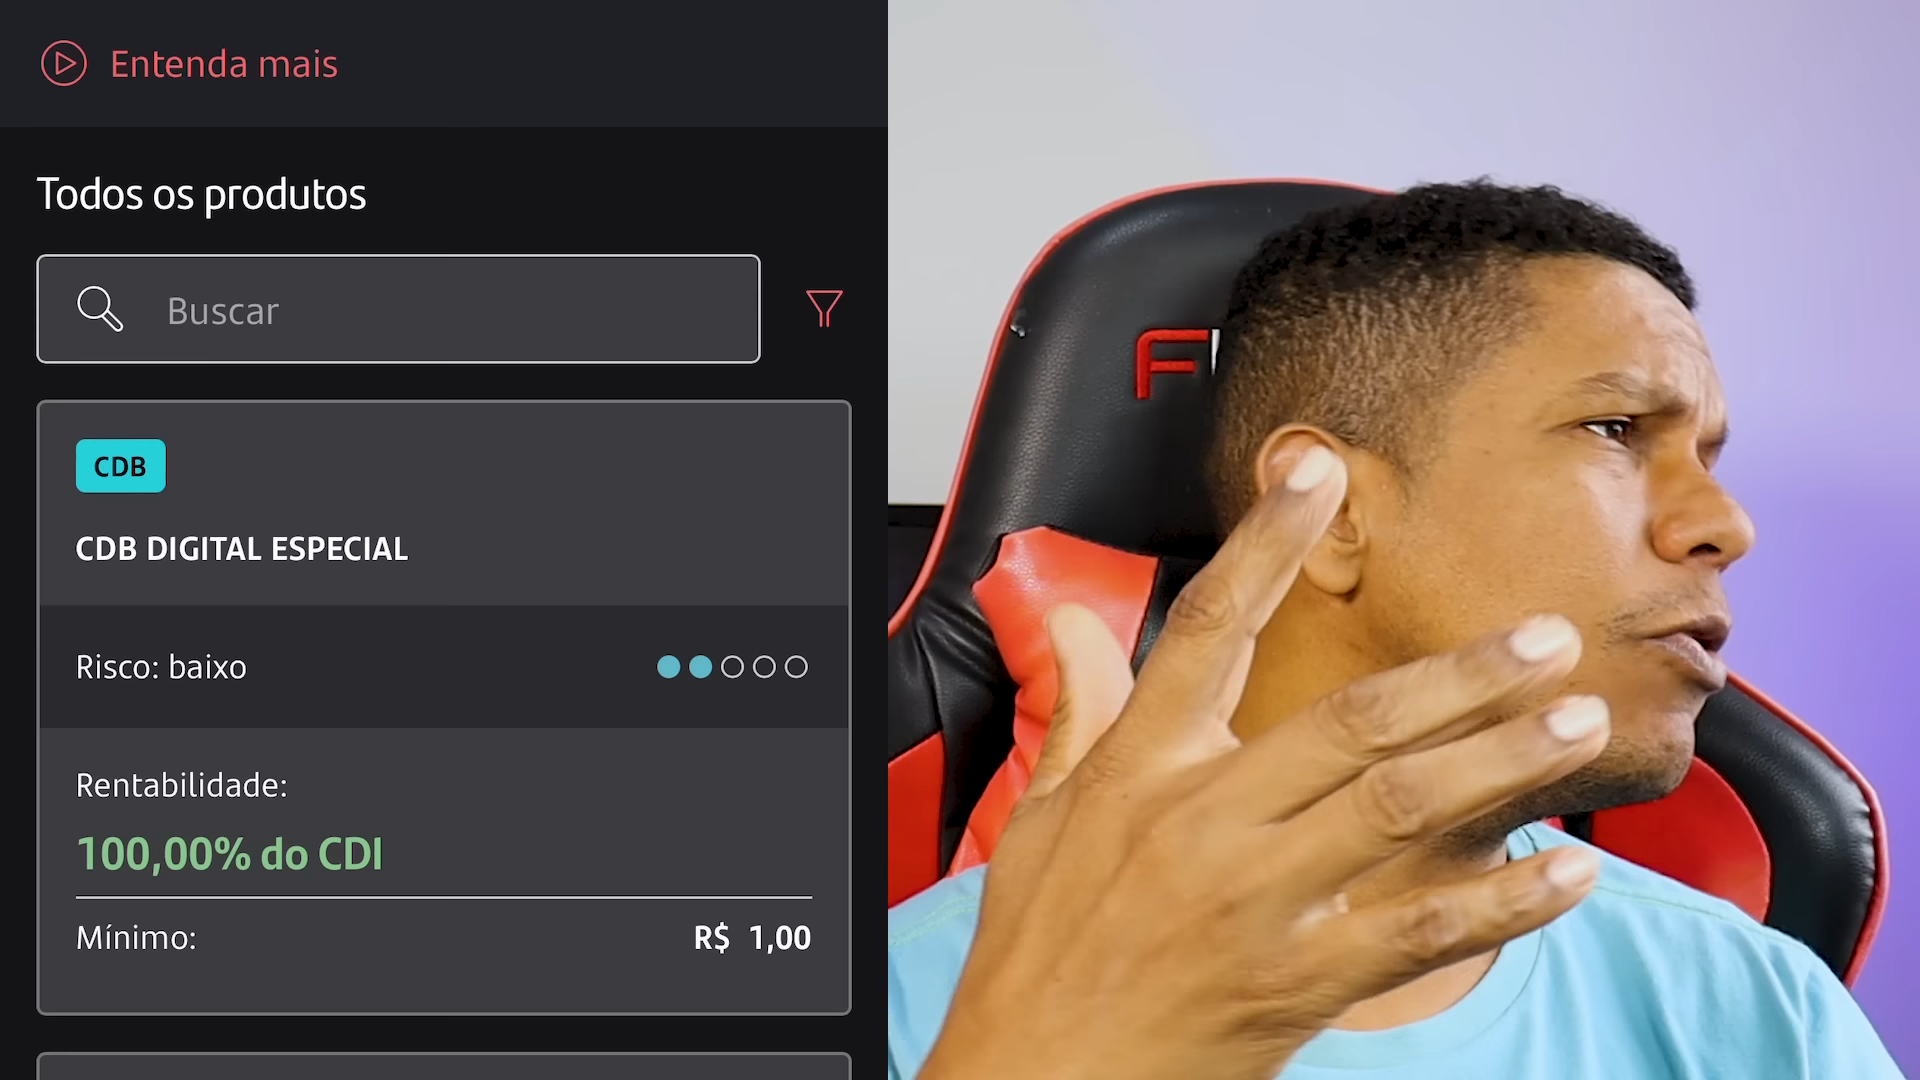 Entenda mais
Todos os produtos
Buscar
CDB
CDB DIGITAL ESPECIAL
Risco: baixo
Rentabilidade:
100,00% do CDI
Mínimo: R$ 1,00
F